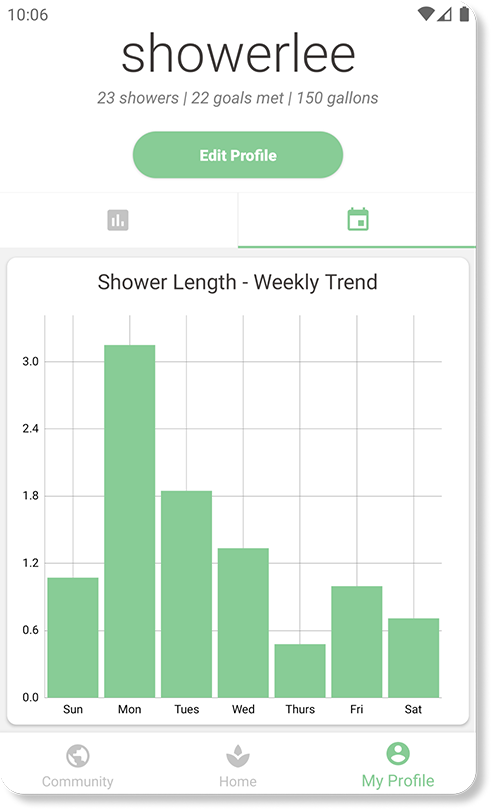 10:06
showerlee
23 showers | 22 goals met | 150 gallons
Edit Profile
Shower Length - Weekly Trend
3.0
2.4
1.8
1.2
0.6
0.0
Sun Mon Tues Wed Thurs Fri Sat
Community Home My Profile